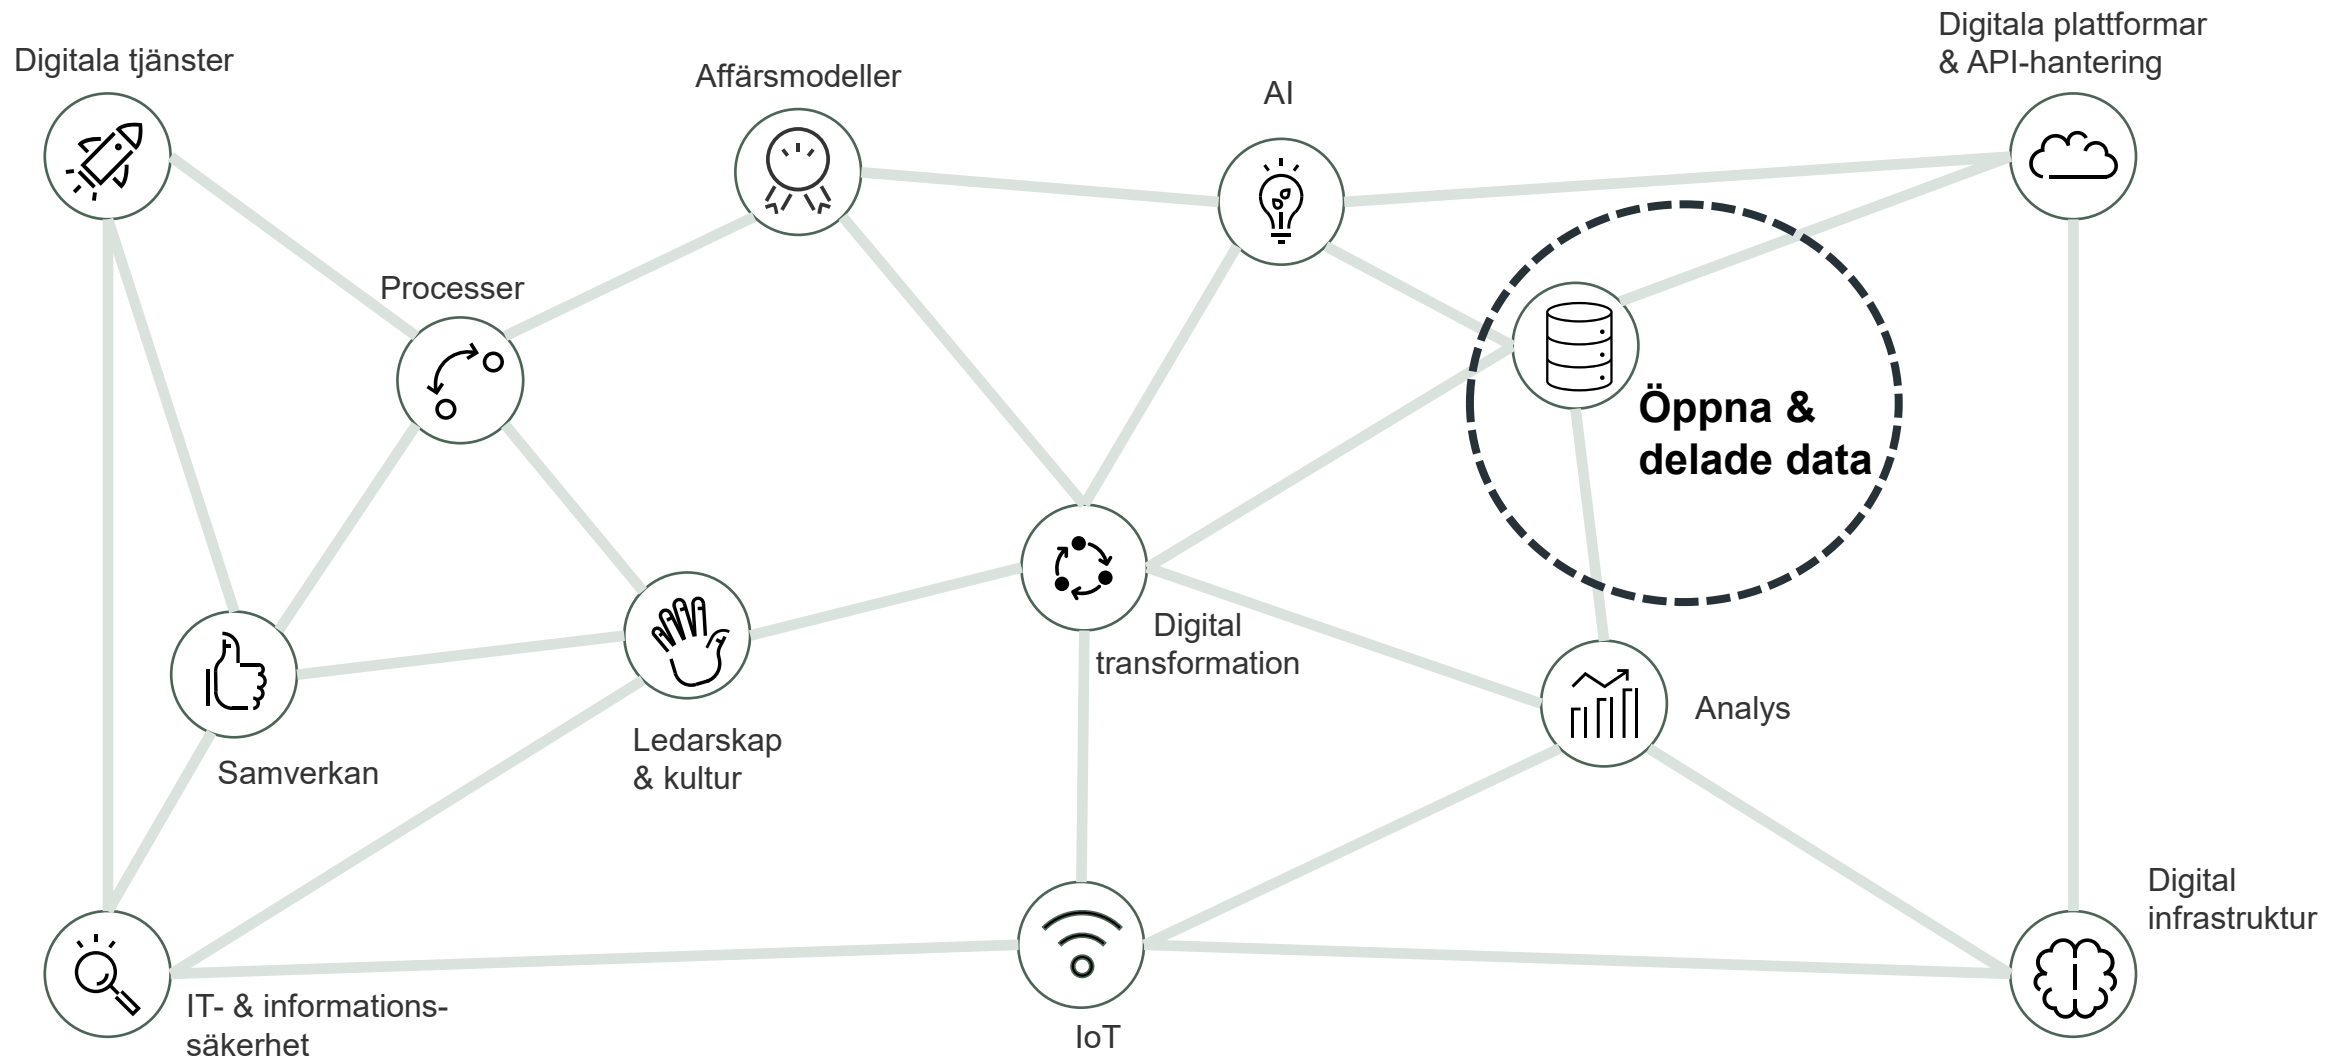 Digitala tjänster
Affärsmodeller
AI
Digitala plattformar
& API-hantering
Processer
Öppna &
delade data
Digital
transformation
Analys
Samverkan
Ledarskap
& kultur
Digital
infrastruktur
IT- & informations-
säkerhet
IoT